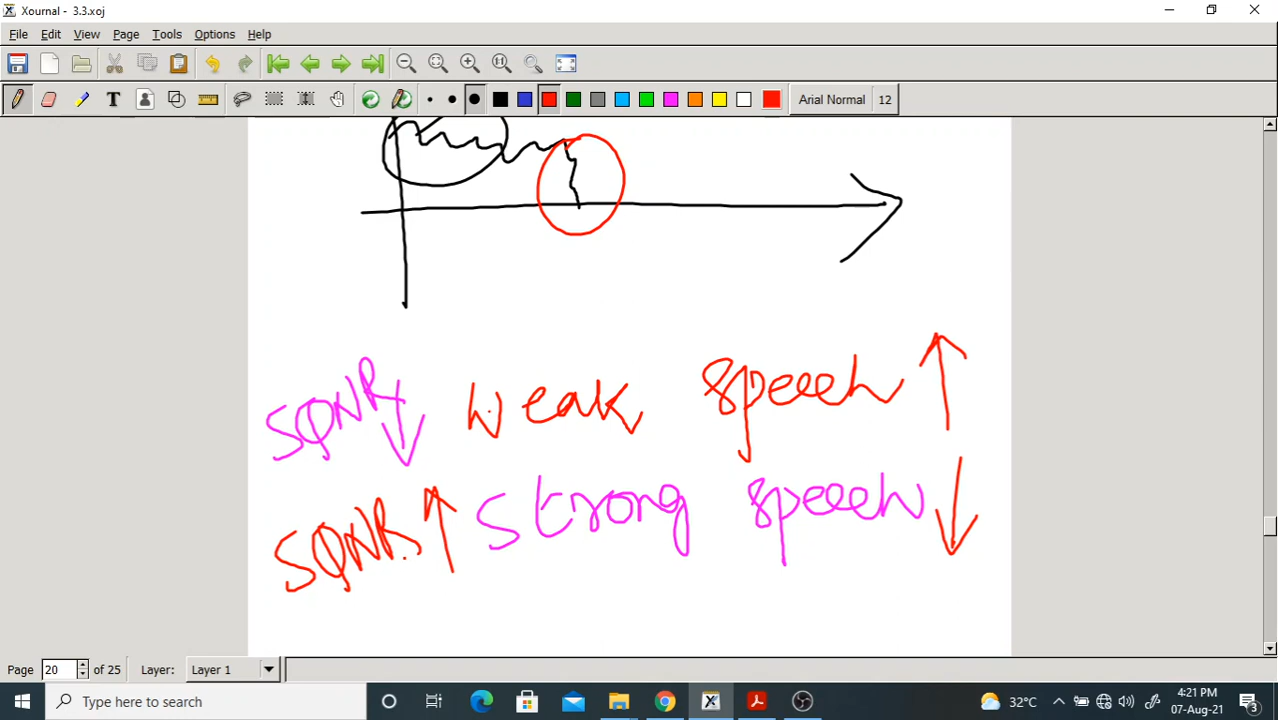 Xournal - 3.3.xoj
File Edit View Page Tools Options Help
Arial Normal 12
SQNR weak speech
SQNR strong speech
Page 20 of 25 Layer: Layer 1
Type here to search
32°C
4:21 PM
07-Aug-21
3